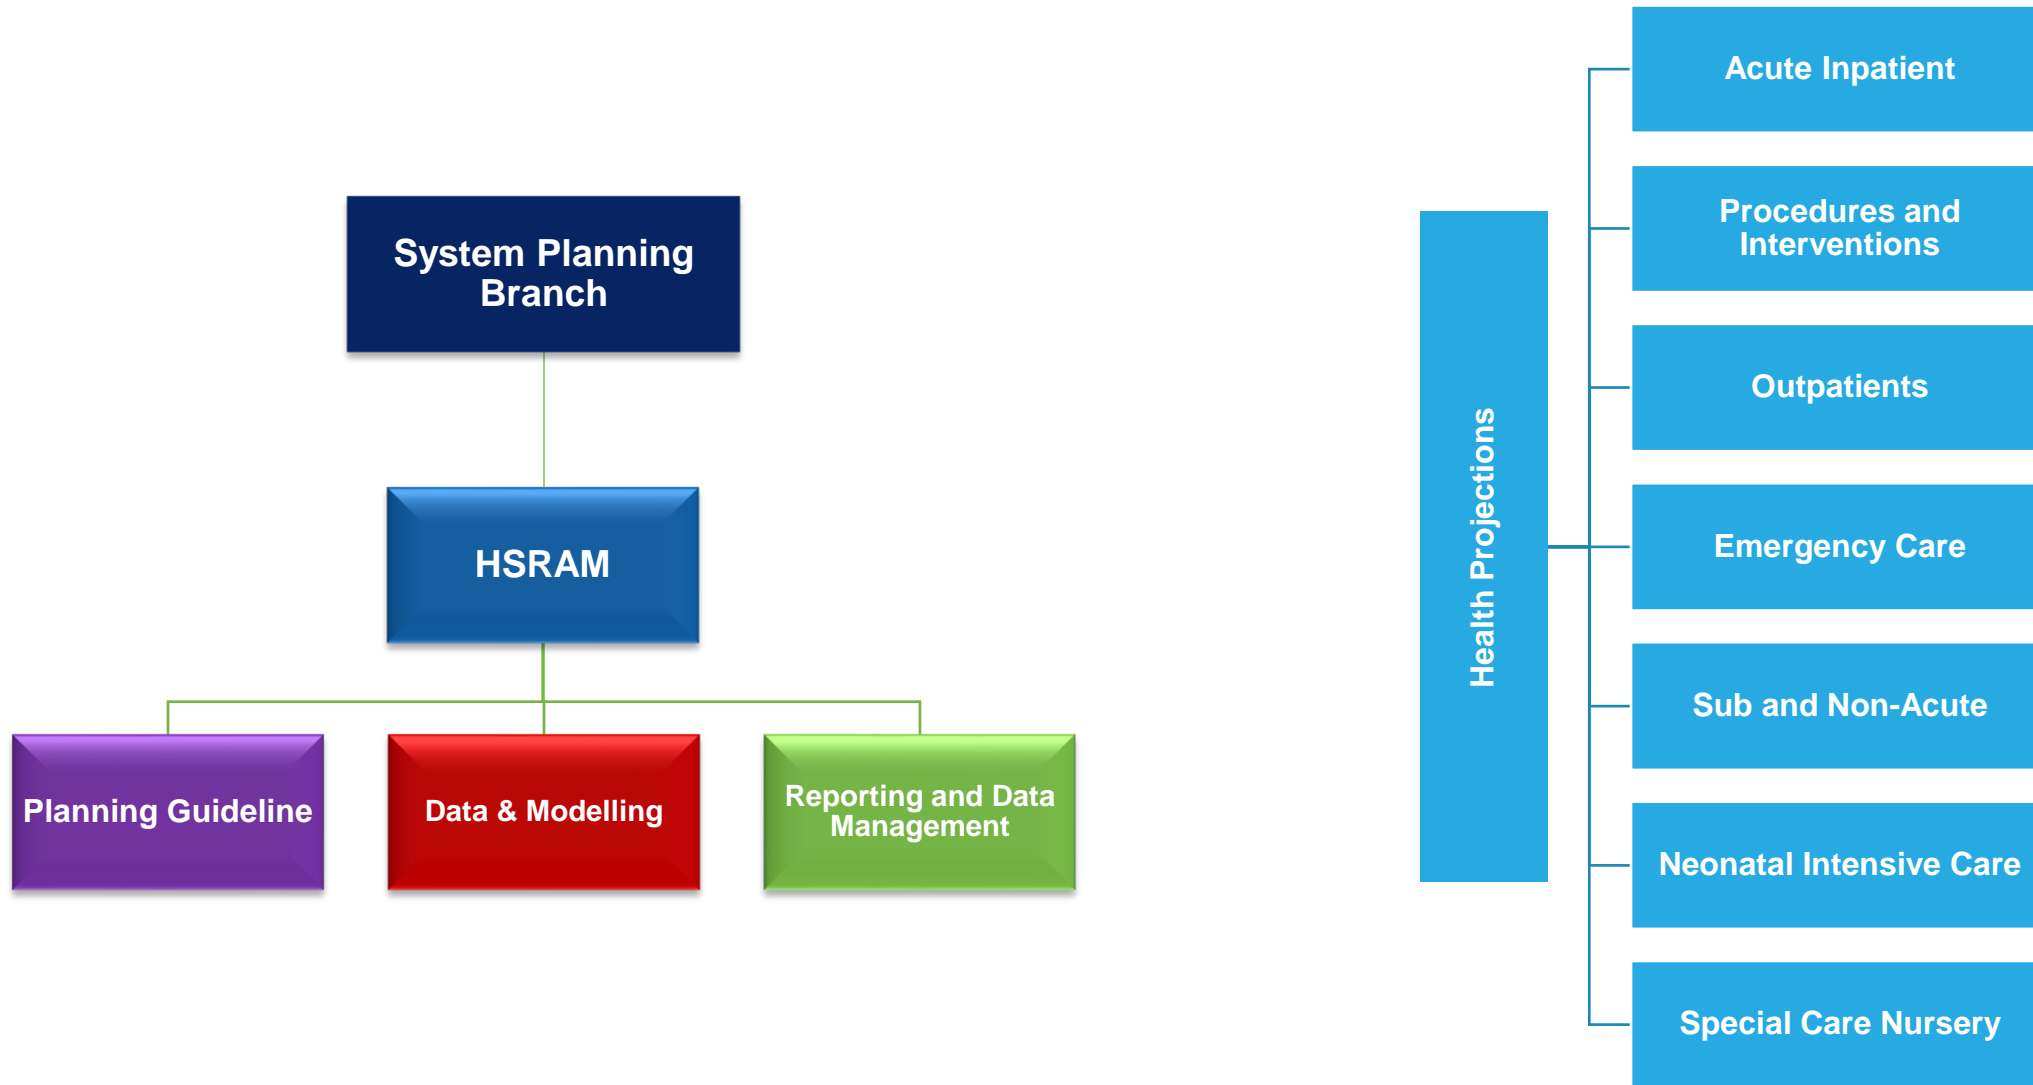 System Planning
Branch
HSRAM
Planning Guideline
Data & Modelling
Reporting and Data
Management
Health Projections
Acute Inpatient
Procedures and
Interventions
Outpatients
Emergency Care
Sub and Non-Acute
Neonatal Intensive Care
Special Care Nursery